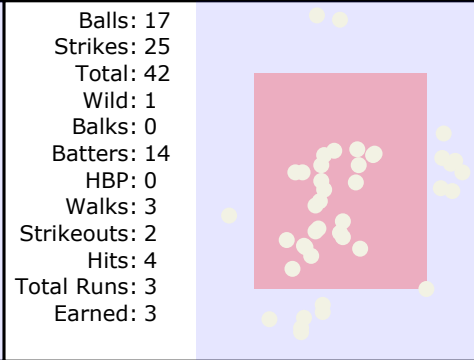 Balls: 17
Strikes: 25
Total: 42
Wild: 1
Balks: 0
Batters: 14
HBP: 0
Walks: 3
Strikeouts: 2
Hits: 4
Total Runs: 3
Earned: 3